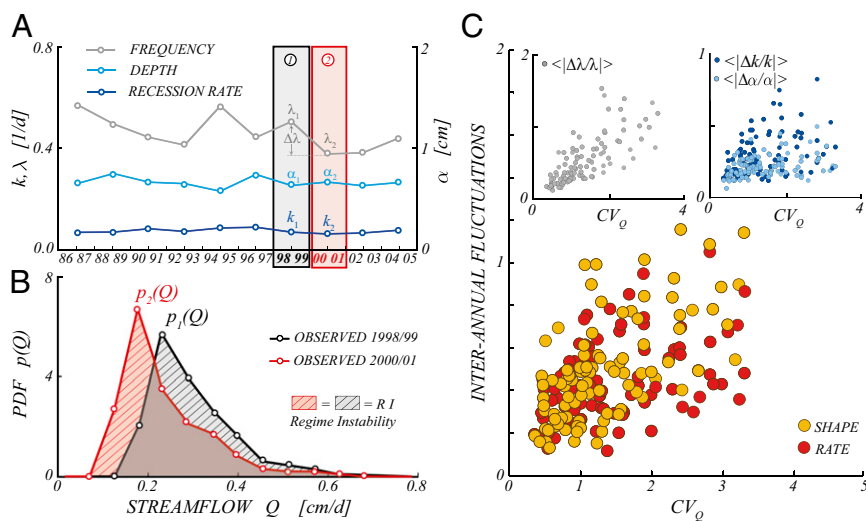 A
0.8
0.4
0.0
k, λ [1/d]
FREQUENCY
DEPTH
RECESSION RATE
1
2
λ1
Δλ
λ2
α1
α2
k1
k2
2
1
0
α [cm]
86 87 88 89 90 91 92 93 94 95 96 97 98 99 00 01 02 03 04 05
B
8
4
0
PDF p(Q)
p2(Q)
p1(Q)
OBSERVED 1998/99
OBSERVED 2000/01
= = R I
Regime Instability
0 0.2 0.4 0.6 0.8
STREAMFLOW Q [cm/d]
C
2
1
0
INTER-ANNUAL FLUCTUATIONS
2
<|Δλ/λ|>
0
CVQ
4
1
<|Δk/k|>
<|Δα/α|>
0
CVQ
4
SHAPE
RATE
0 1 2 3 4 5
CVQ